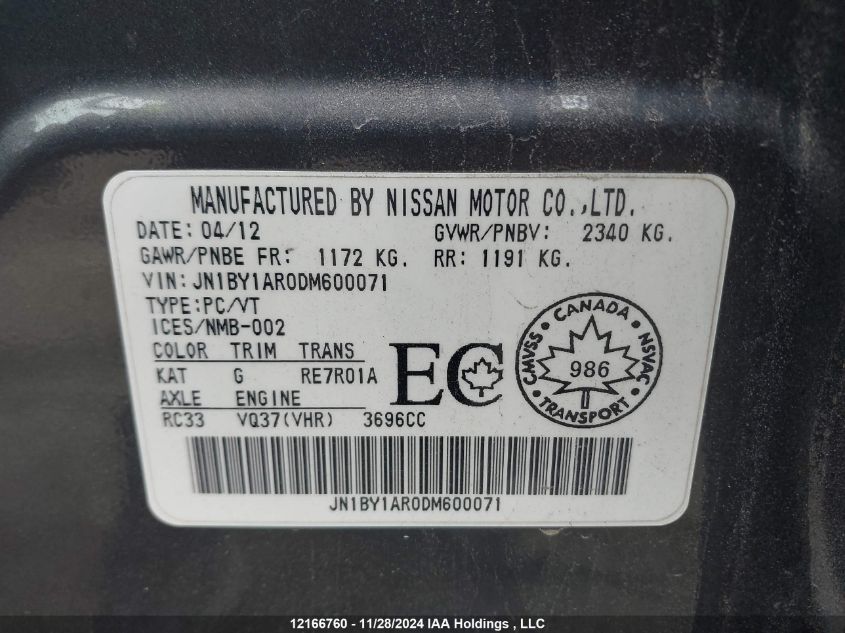 MANUFACTURED BY NISSAN MOTOR CO.,LTD.
DATE: 04/12 GVWR/PNBV: 2340 KG.
GAWR/PNBE FR: 1172 KG. RR: 1191 KG.
VIN: JN1BY1AR0DM600071
TYPE:PC/VT
ICES/NMB-002
COLOR TRIM TRANS
KAT G RE7R01A
AXLE ENGINE
RC33 VQ37(VHR) 3696CC
EC
CANADA
CMVSS NSVAC
986
TRANSPORT
JN1BY1AR0DM600071
12166760 - 11/28/2024 IAA Holdings , LLC